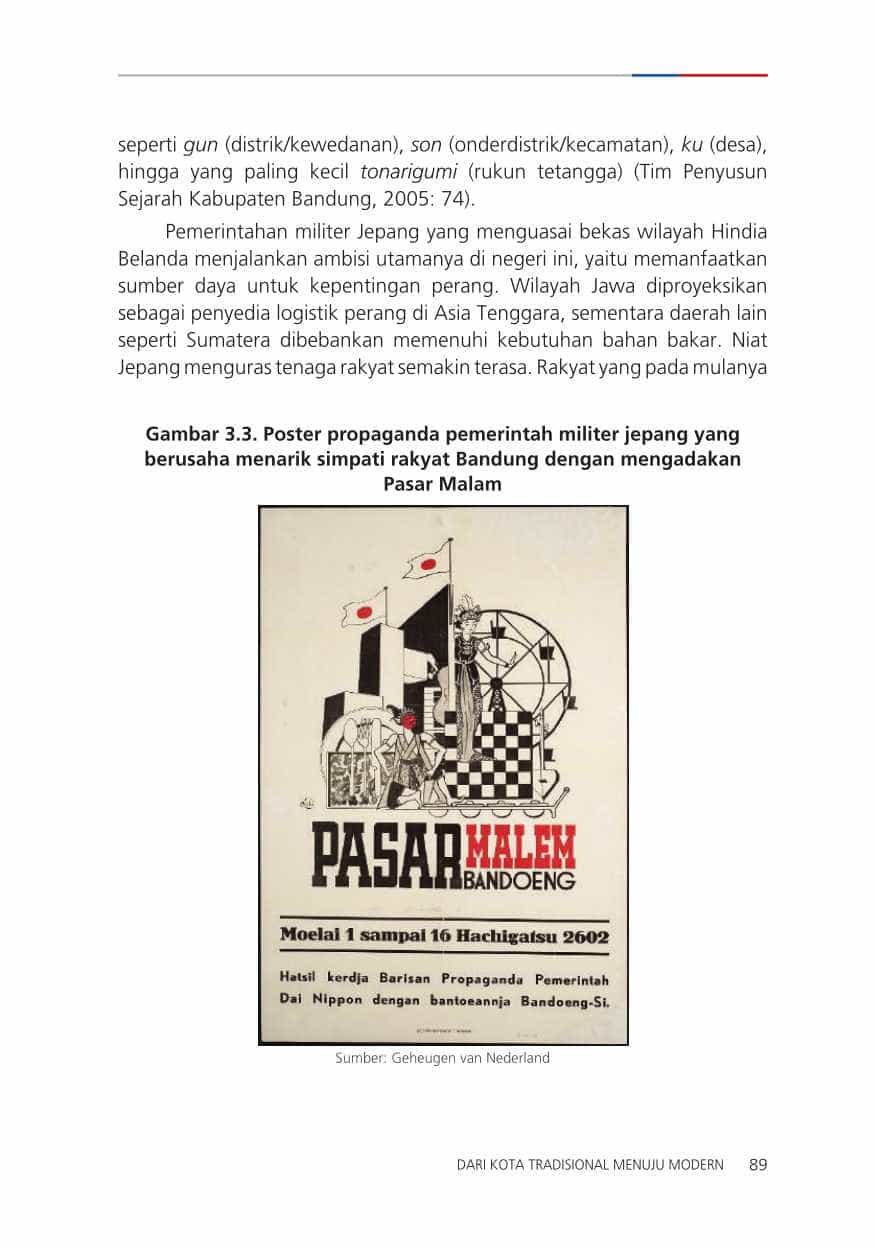 seperti gun (distrik/kewedanan), son (onderdistrik/kecamatan), ku (desa),
hingga yang paling kecil tonarigumi (rukun tetangga) (Tim Penyusun
Sejarah Kabupaten Bandung, 2005: 74).
Pemerintahan militer Jepang yang menguasai bekas wilayah Hindia
Belanda menjalankan ambisi utamanya di negeri ini, yaitu memanfaatkan
sumber daya untuk kepentingan perang. Wilayah Jawa diproyeksikan
sebagai penyedia logistik perang di Asia Tenggara, sementara daerah lain
seperti Sumatera dibebankan memenuhi kebutuhan bahan bakar. Niat
Jepang menguras tenaga rakyat semakin terasa. Rakyat yang pada mulanya
Gambar 3.3. Poster propaganda pemerintah militer jepang yang
berusaha menarik simpati rakyat Bandung dengan mengadakan
Pasar Malam
PASAR MALEM
BANDOENG
Moelai 1 sampai 16 Hachigatsu 2602
Hatsil kerdja Barisan Propaganda Pemerintah
Dai Nippon dengan bantoeannja Bandoeng-Si.
Sumber: Geheugen van Nederland
DARI KOTA TRADISIONAL MENUJU MODERN 89